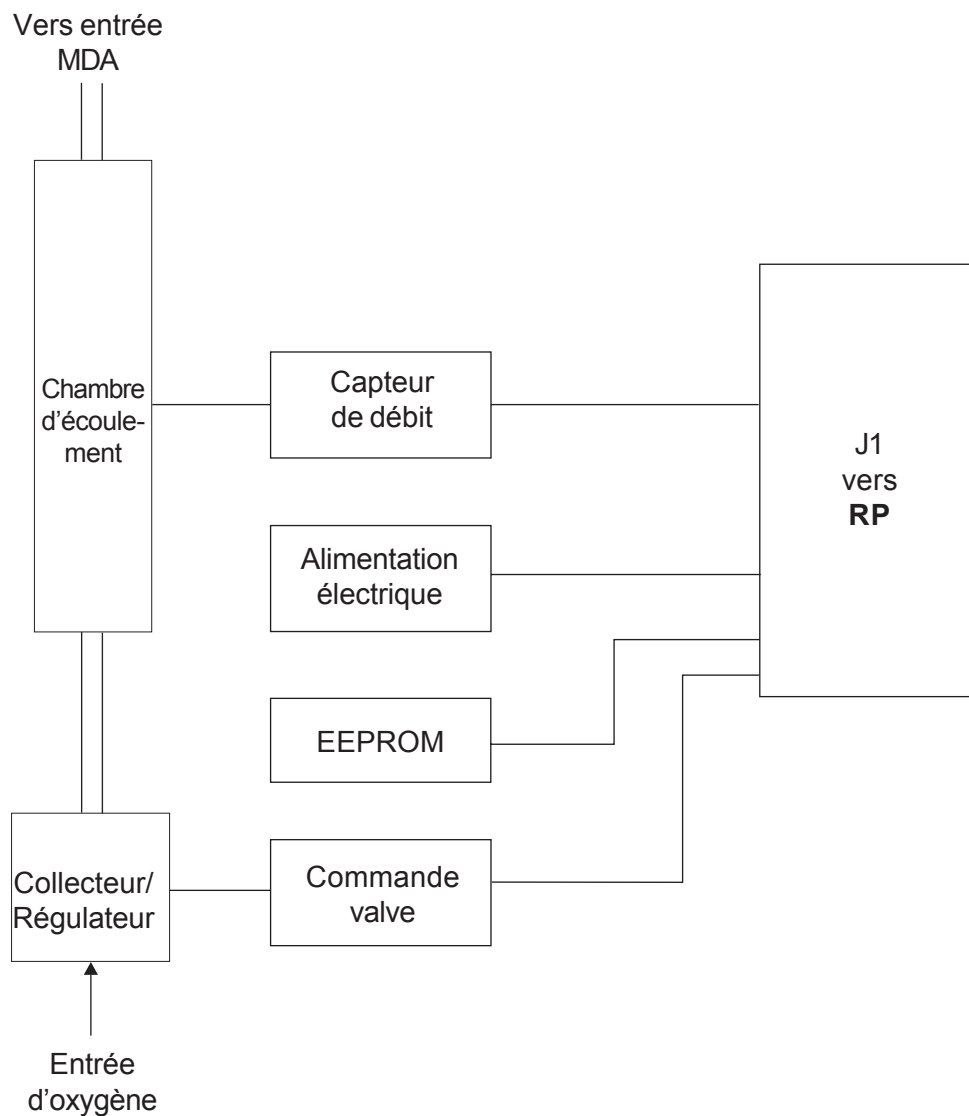 Vers entrée
MDA
Chambre
d’écoule-
ment
Capteur
de débit
J1
vers
RP
Alimentation
électrique
EEPROM
Collecteur/
Régulateur
Commande
valve
Entrée
d’oxygène